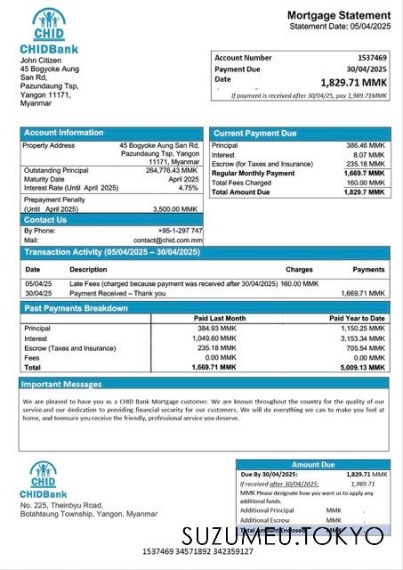 CHID
CHIDBank
John Citizen
45 Bogyoke Aung
San Rd,
Pazundaung Tsp,
Yangon 11171,
Myanmar
Mortgage Statement
Statement Date: 05/04/2025
Account Number 1537469
Payment Due 30/04/2025
Date 1,829.71 MMK
If payment is received after 30/04/25, pay 1,989.71MMK
Account Information
Property Address 45 Bogyoke Aung San Rd,
Pazundaung Tsp, Yangon
11171, Myanmar
Outstanding Principal 264,776.43 MMK
Maturity Date April 2025
Interest Rate (Until April 2025) 4.75%
Prepayment Penalty
(Until April 2025) 3,500.00 MMK
Contact Us
By Phone: +95-1-297 747
Mail: contact@chid.com.mm
Current Payment Due
Principal 386.46 MMK
Interest 8.07 MMK
Escrow (for Taxes and Insurance) 235.18 MMK
Regular Monthly Payment 1,669.7 MMK
Total Fees Charged 160.00 MMK
Total Amount Due 1,829.7 MMK
Transaction Activity (05/04/2025 – 30/04/2025)
Date Description Charges Payments
05/04/25 Late Fees (charged because payment was received after 30/04/2025) 160.00 MMK
30/04/25 Payment Received – Thank you 1,669.71 MMK
Past Payments Breakdown
Paid Last Month Paid Year to Date
Principal 384.93 MMK 1,150.25 MMK
Interest 1,049.60 MMK 3,153.34 MMK
Escrow (Taxes and Insurance) 235.18 MMK 705.54 MMK
Fees 0.00 MMK 0.00 MMK
Total 1,669.71 MMK 5,009.13 MMK
Important Messages
We are pleased to have you as a CHID Bank Mortgage customer. We are known throughout the country for the quality of our
service and our dedication to providing financial security for our customers. We will do everything we can to make you feel at
home, and toensure you receive the friendly, professional service you deserve.
CHID
CHIDBank
No. 225, Theinbyu Road,
Botahtaung Township, Yangon, Myanmar
Amount Due
Due By 30/04/2025: 1,829.71 MMK
If received after 30/04/25: 1,989.71
MMK Please designate how you want us to apply any
additional funds.
Additional Principal MMK
Additional Escrow MMK
Total Amount Enclosed MMK
SUZUMEU.TOKYO
1537469 34571892 342359127